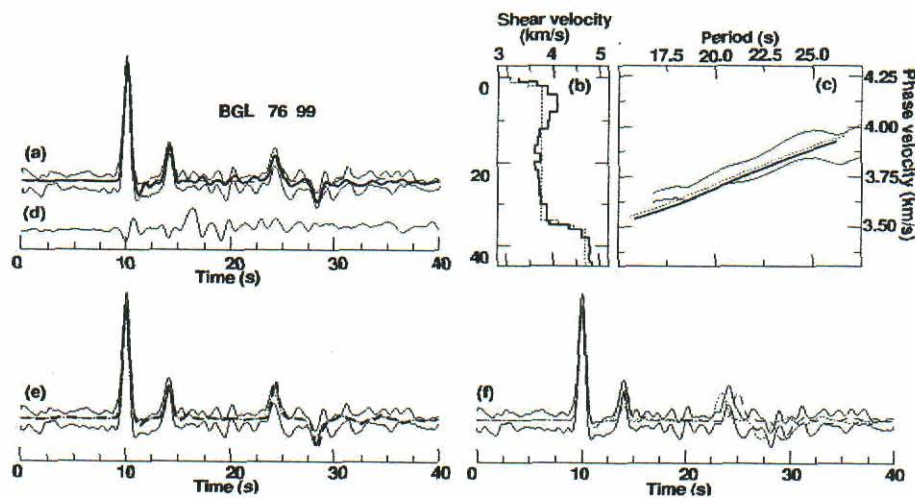 Shear velocity
(km/s)
3 4 5
Period (s)
17.5 20.0 22.5 25.0
(b)
(c)
0
20
40
4.25
4.00
3.75
3.50
Phase velocity (km/s)
BGL 76 99
(a)
(d)
0 10 20 30 40
Time (s)
(e)
0 10 20 30 40
Time (s)
(f)
0 10 20 30 40
Time (s)